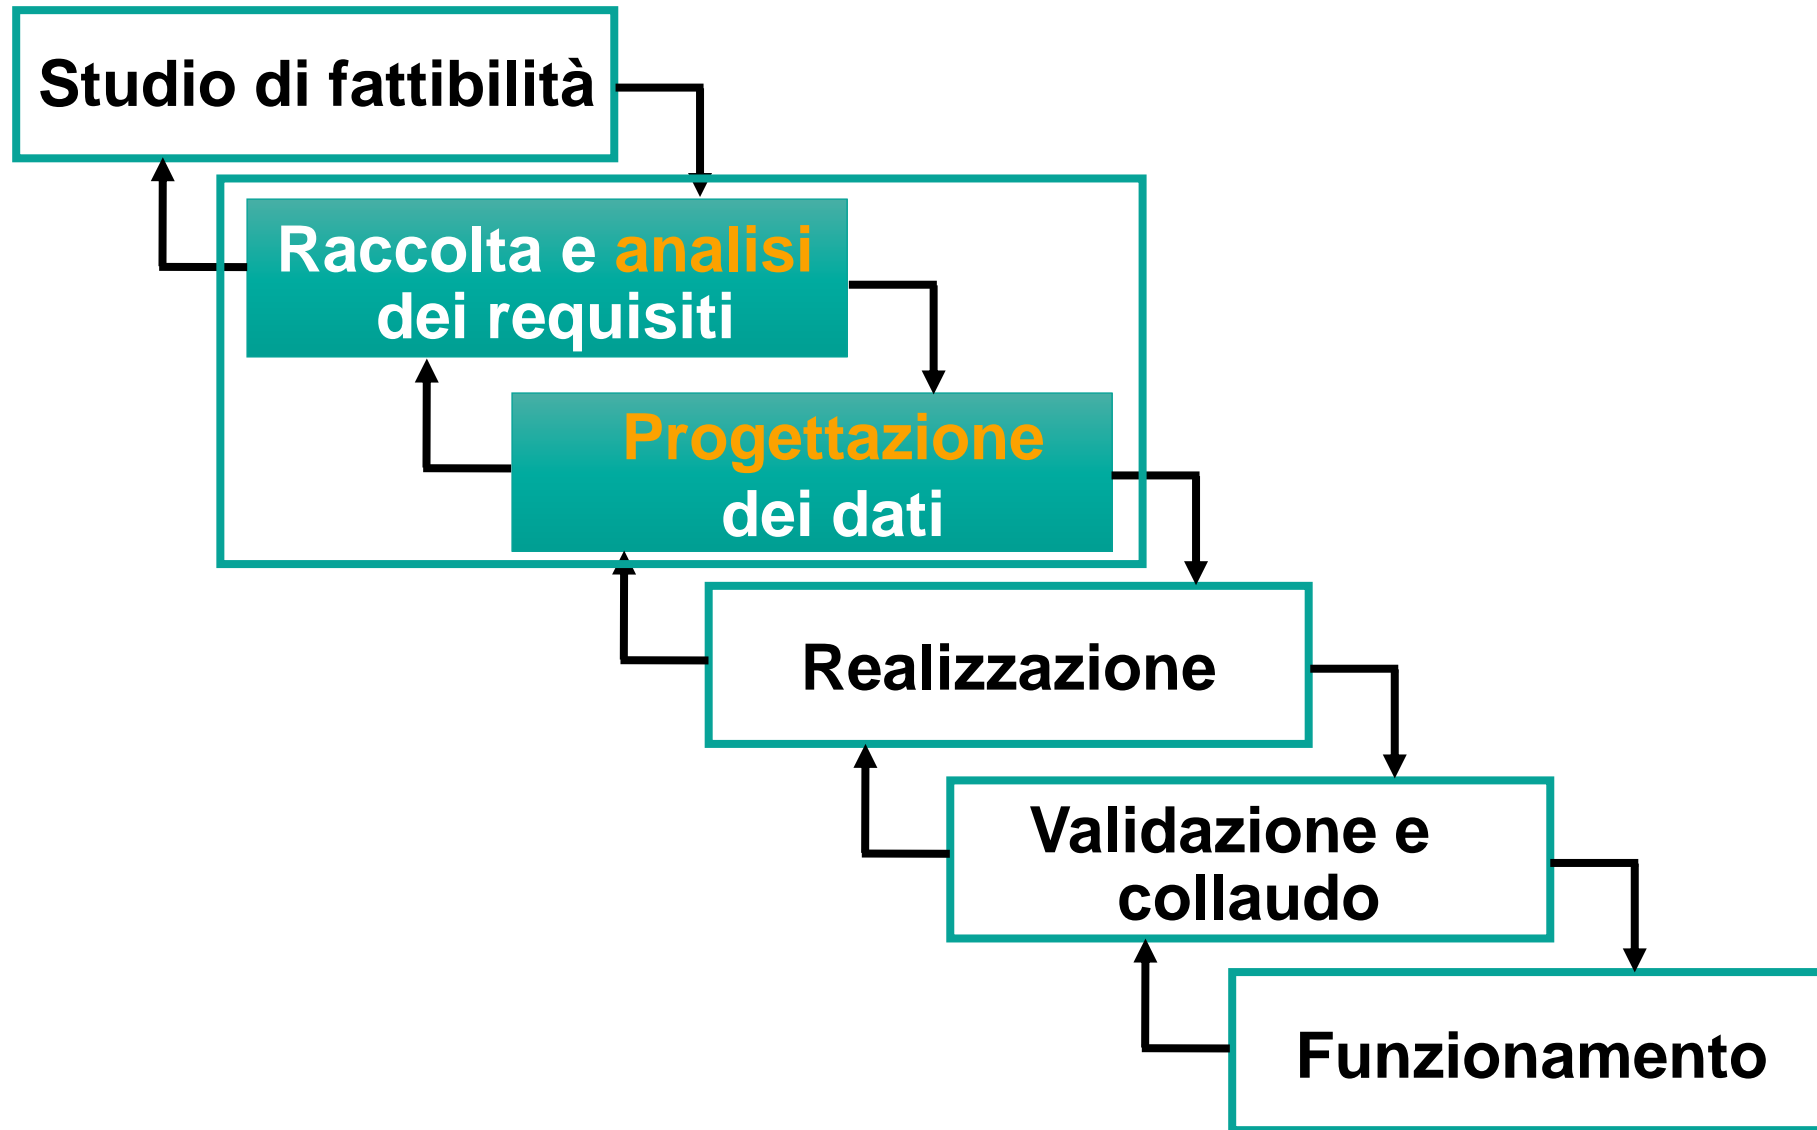 Studio di fattibilità
Raccolta e analisi
dei requisiti
Progettazione
dei dati
Realizzazione
Validazione e
collaudo
Funzionamento